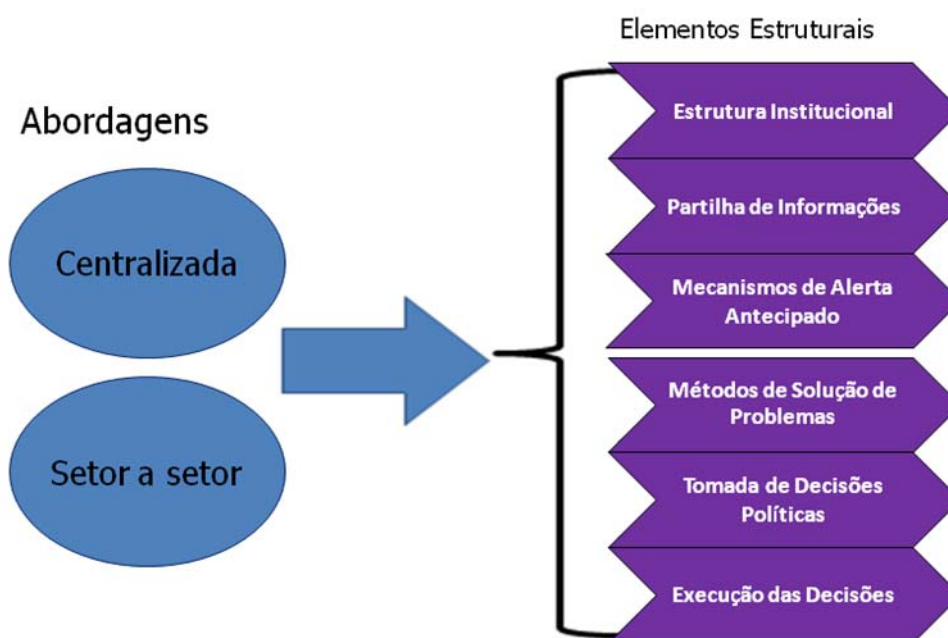 Abordagens
Centralizada
Setor a setor
Elementos Estruturais
Estrutura Institucional
Partilha de Informações
Mecanismos de Alerta
Antecipado
Métodos de Solução de
Problemas
Tomada de Decisões
Políticas
Execução das Decisões